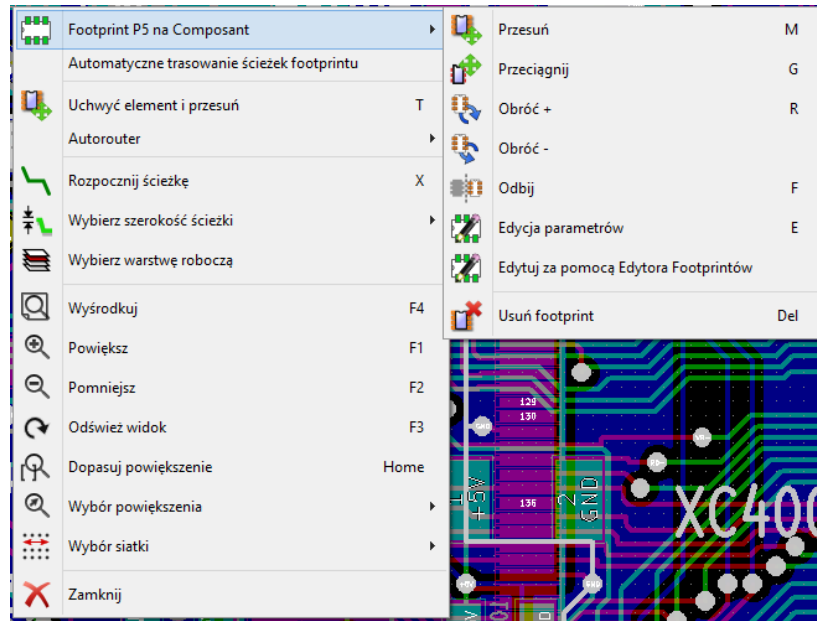 Footprint P5 na Composant
Automatyczne trasowanie ścieżek footprintu
Uchwyć element i przesuń T
Autorouter
Rozpocznij ścieżkę X
Wybierz szerokość ścieżki
Wybierz warstwę roboczą
Wyśrodkuj F4
Powiększ F1
Pomniejsz F2
Odśwież widok F3
Dopasuj powiększenie Home
Wybór powiększenia
Wybór siatki
Zamknij
Przesuń M
Przeciągnij G
Obróć + R
Obróć -
Odbij F
Edycja parametrów E
Edytuj za pomocą Edytora Footprintów
Usuń footprint Del
129
130
GND
136
+5V
2
GND
XC400
+5V
GND